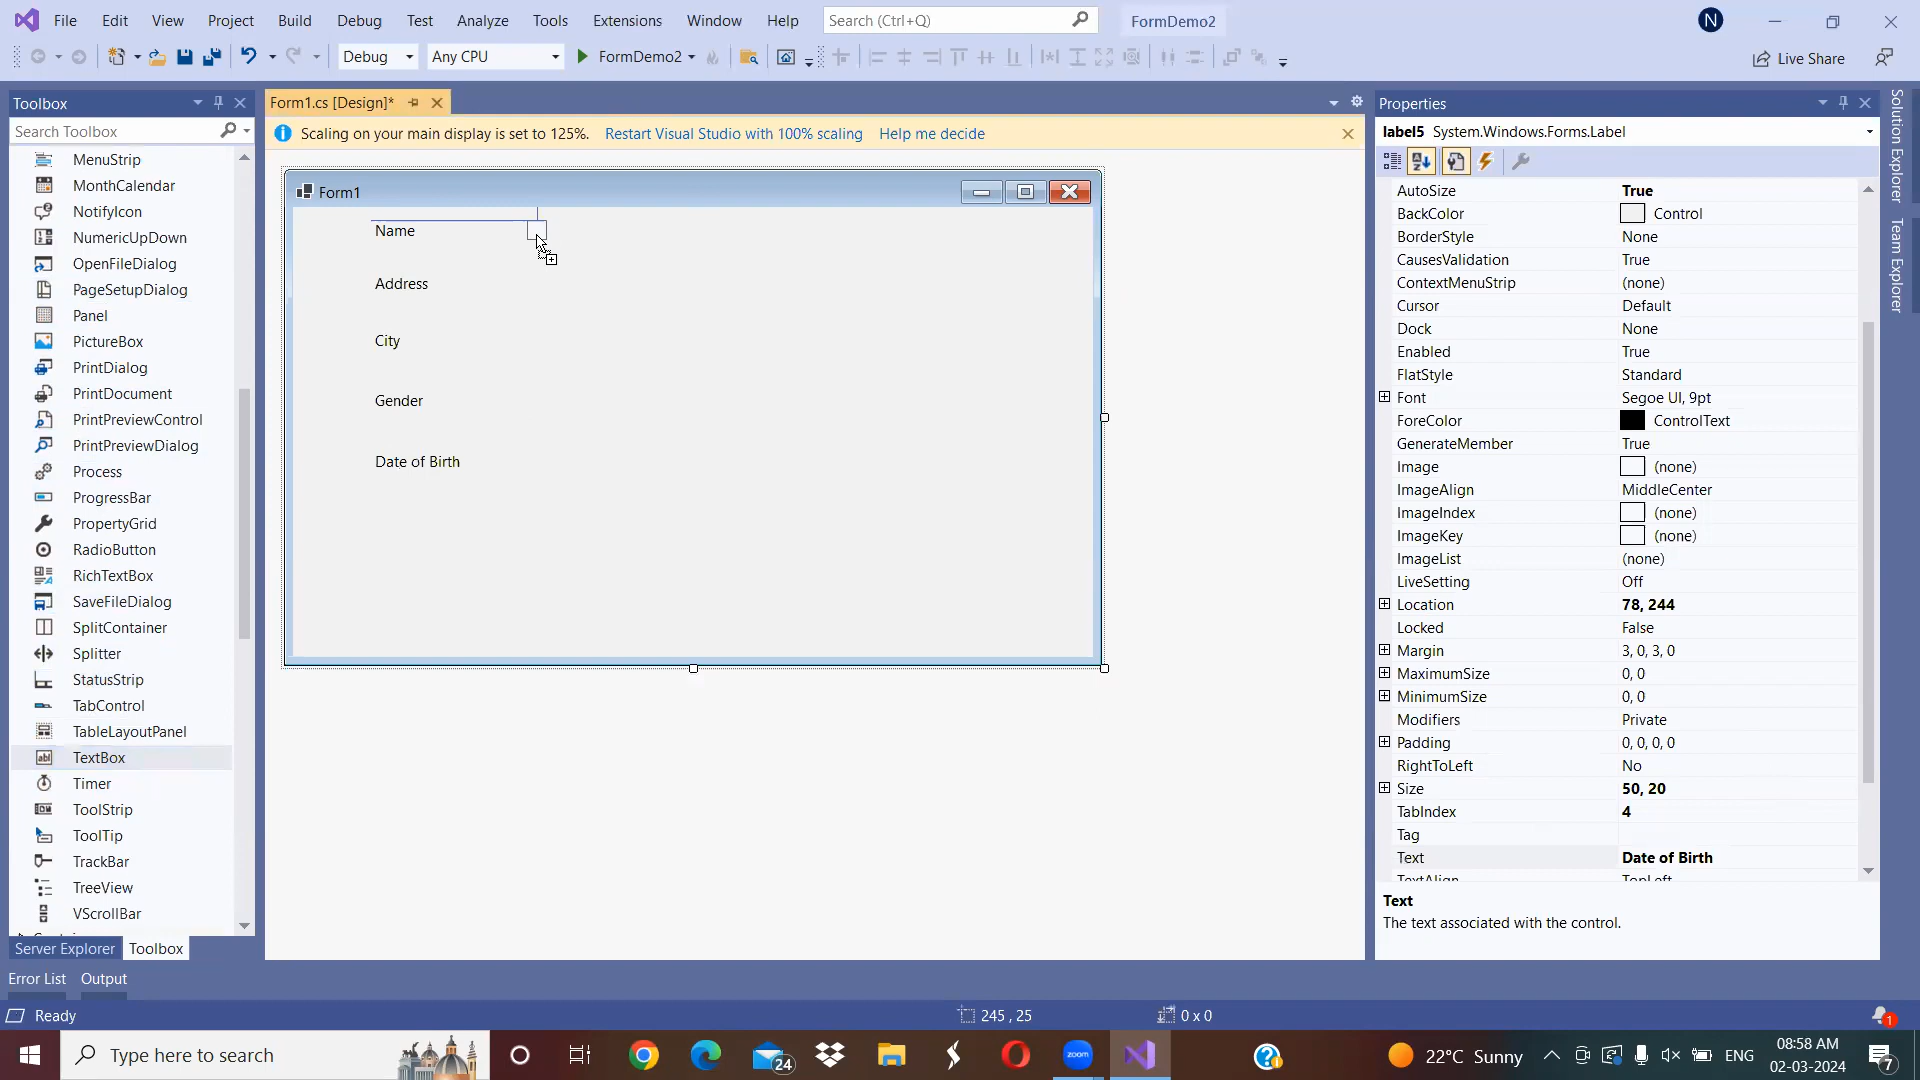 File Edit View Project Build Debug Test Analyze Tools Extensions Window Help Search (Ctrl+Q) FormDemo2 N
Debug Any CPU FormDemo2 Live Share
Toolbox
Search Toolbox
MenuStrip
MonthCalendar
NotifyIcon
NumericUpDown
OpenFileDialog
PageSetupDialog
Panel
PictureBox
PrintDialog
PrintDocument
PrintPreviewControl
PrintPreviewDialog
Process
ProgressBar
PropertyGrid
RadioButton
RichTextBox
SaveFileDialog
SplitContainer
Splitter
StatusStrip
TabControl
TableLayoutPanel
TextBox
Timer
ToolStrip
ToolTip
TrackBar
TreeView
VScrollBar
Server Explorer Toolbox
Form1.cs [Design]*
Scaling on your main display is set to 125%. Restart Visual Studio with 100% scaling Help me decide
Form1
Name
Address
City
Gender
Date of Birth
Properties
label5 System.Windows.Forms.Label
AutoSize True
BackColor Control
BorderStyle None
CausesValidation True
ContextMenuStrip (none)
Cursor Default
Dock None
Enabled True
FlatStyle Standard
Font Segoe UI, 9pt
ForeColor ControlText
GenerateMember True
Image (none)
ImageAlign MiddleCenter
ImageIndex (none)
ImageKey (none)
ImageList (none)
LiveSetting Off
Location 78, 244
Locked False
Margin 3, 0, 3, 0
MaximumSize 0, 0
MinimumSize 0, 0
Modifiers Private
Padding 0, 0, 0, 0
RightToLeft No
Size 50, 20
TabIndex 4
Tag
Text Date of Birth
TextAlign TopLeft
Text
The text associated with the control.
Solution Explorer
Team Explorer
Error List Output
Ready 245 , 25 0 x 0 1
Type here to search 24 zoom 22°C Sunny ENG 08:58 AM
02-03-2024 7